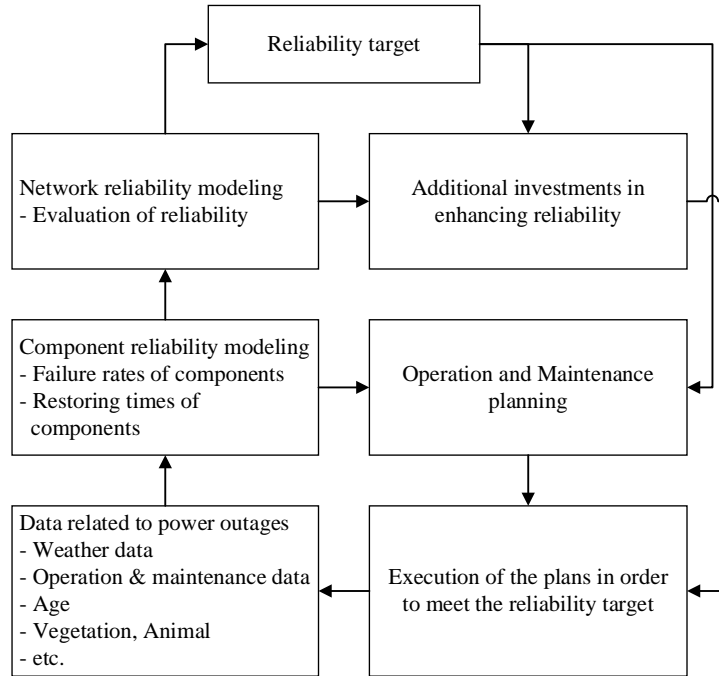 Reliability target
Network reliability modeling
- Evaluation of reliability
Additional investments in
enhancing reliability
Component reliability modeling
- Failure rates of components
- Restoring times of
components
Operation and Maintenance
planning
Data related to power outages
- Weather data
- Operation & maintenance data
- Age
- Vegetation, Animal
- etc.
Execution of the plans in order
to meet the reliability target